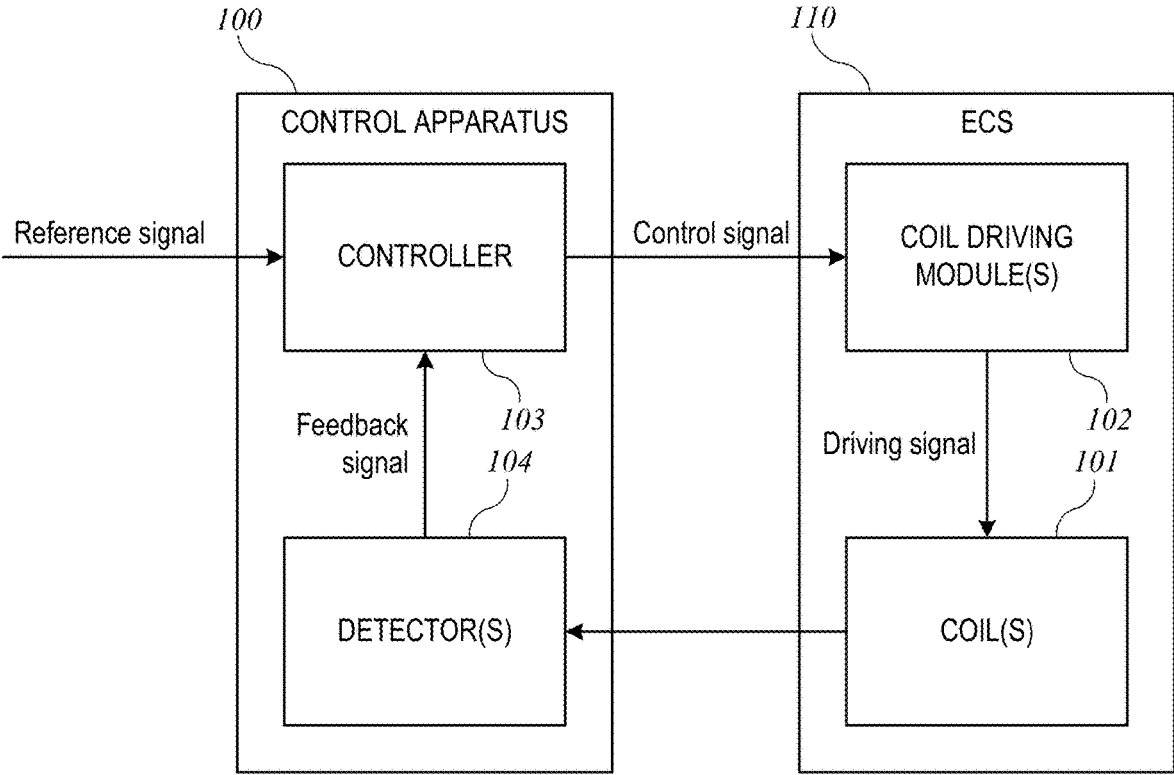 100
110
CONTROL APPARATUS
ECS
Reference signal
CONTROLLER
Control signal
COIL DRIVING
MODULE(S)
103
102
Feedback
signal
104
Driving signal
101
DETECTOR(S)
COIL(S)